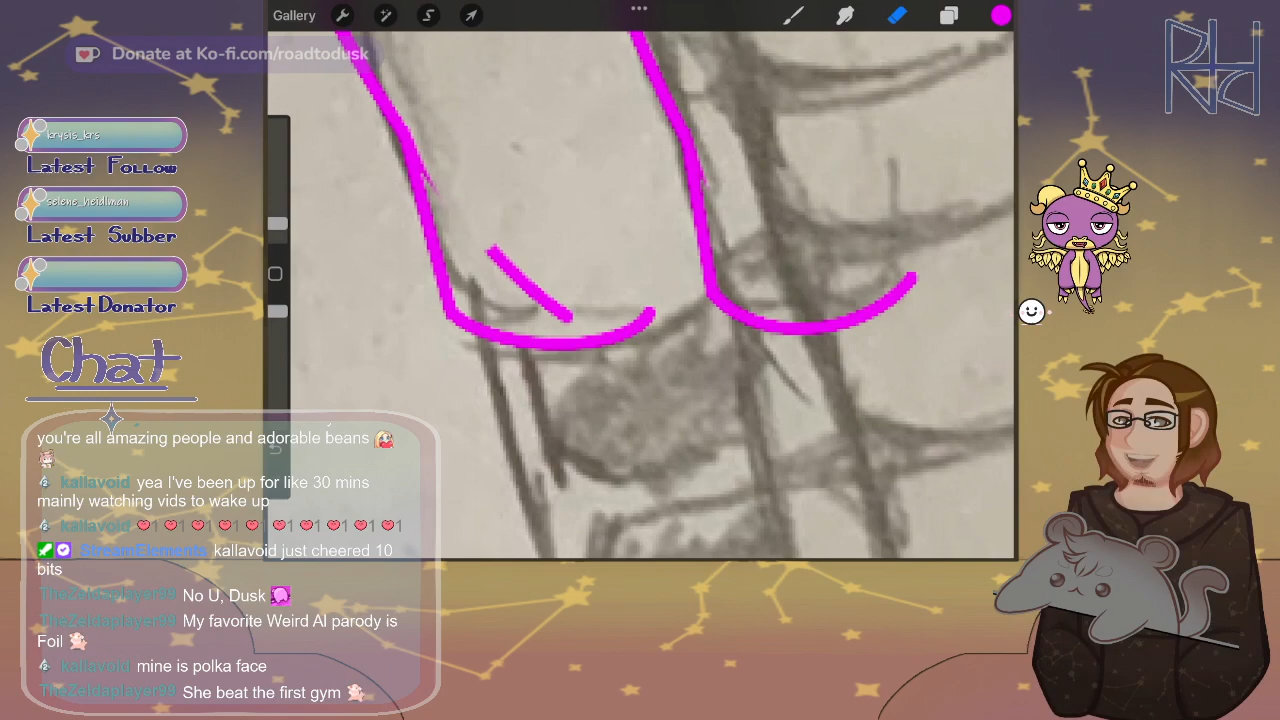 Gallery
Donate at Ko-fi.com/roadtodusk
krysis_krs
Latest Follow
selene_heidlman
Latest Subber
Latest Donator
Chat
you're all amazing people and adorable beans
kallavoid yea I've been up for like 30 mins
mainly watching vids to wake up
kallavoid 1 1 1 1 1 1 1 1 1 1
StreamElements kallavoid just cheered 10
bits
TheZeldaplayer99 No U, Dusk
TheZeldaplayer99 My favorite Weird Al parody is
Foil
kallavoid mine is polka face
TheZeldaplayer99 She beat the first gym